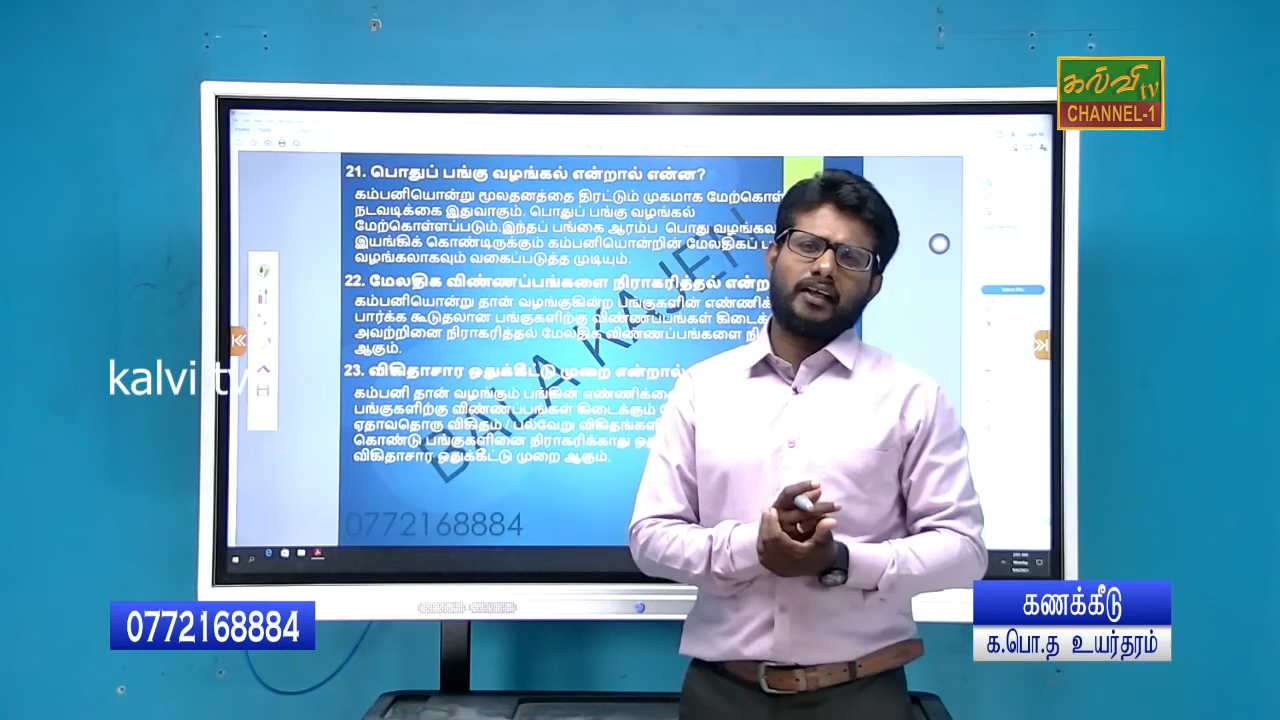 கல்வி tv
CHANNEL-1
21. பொதுப் பங்கு வழங்கல் என்றால் என்ன?
கம்பனியொன்று மூலதனத்தை திரட்டும் முகமாக மேற்கொள்
நடவடிக்கை இதுவாகும். பொதுப் பங்கு வழங்கல்
மேற்கொள்ளப்படும்.இந்தப் பங்கை ஆரம்ப பொது வழங்கல
இயங்கிக் கொண்டிருக்கும் கம்பனியொன்றின் மேலதிகப்
வழங்கலாகவும் வகைப்படுத்த முடியும்.
22. மேலதிக விண்ணப்பங்களை நிராகரித்தல் என்ற
கம்பனியொன்று தான் வழங்குகின்ற பங்குகளின் எண்ணிக்
பார்க்க கூடுதலான பங்குகளிற்கு விண்ணப்பங்கள் கிடைக்
அவற்றினை நிராகரித்தல் மேலதிக விண்ணப்பங்களை நி
ஆகும்.
23. விகிதாசார ஒதுக்கீட்டு முறை என்றால்
கம்பனி தான் வழங்கும் பங்கின் எண்ணிக்கை
பங்குகளிற்கு விண்ணப்பங்கள் கிடைக்கும்
ஏதாவதொரு விகிதம் / பல்வேறு விகிதங்களி
கொண்டு பங்குகளினை நிராகரிக்காது ஒது
விகிதாசார ஒதுக்கீட்டு முறை ஆகும்.
BALA KAJEN
0772168884
kalvi tv
0772168884
கணக்கீடு
க.பொ.த உயர்தரம்